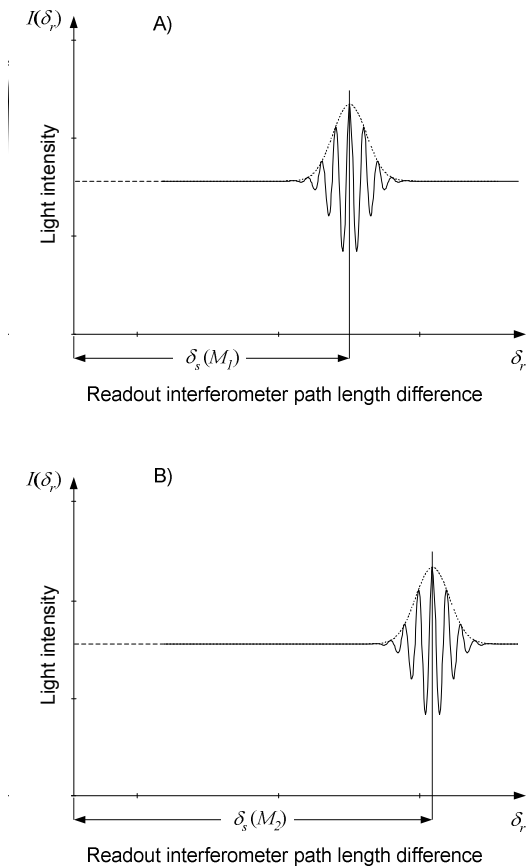 I(δr)
A)
Light intensity
δs(M1)
δr
Readout interferometer path length difference
I(δr)
B)
Light intensity
δs(M2)
δr
Readout interferometer path length difference